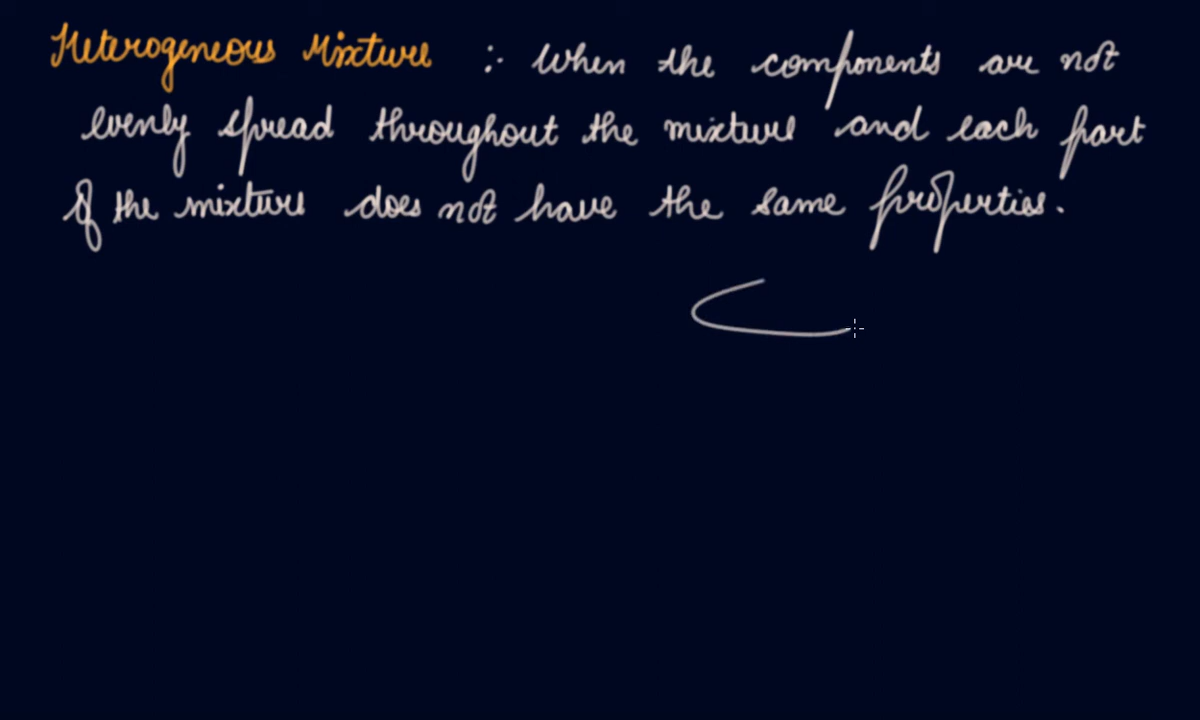 Heterogeneous Mixture :- When the components are not
evenly spread throughout the mixture and each part
of the mixture does not have the same properties.